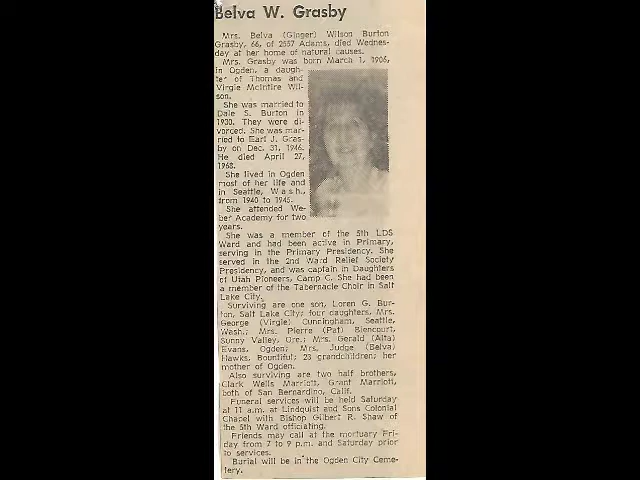 Belva W. Grasby
Mrs. Belva (Ginger) Wilson Burton
Grasby, 66, of 2557 Adams, died Wednes-
day at her home of natural causes.
Mrs. Grasby was born March 1, 1906,
in Ogden, a daugh-
ter of Thomas and
Virgie McIntire Wil-
son.
She was married to
Dale S. Burton in
1930. They were di-
vorced. She was mar-
ried to Earl J. Gras-
by on Dec. 31, 1946.
He died April 27,
1968.
She lived in Ogden
most of her life and
in Seattle, Wash.,
from 1940 to 1945.
She attended We-
ber Academy for two
years.
She was a member of the 5th LDS
Ward and had been active in Primary,
serving in the Primary Presidency. She
served in the 2nd Ward Relief Society
Presidency, and was captain in Daughters
of Utah Pioneers, Camp C. She had been
a member of the Tabernacle Choir in Salt
Lake City.
Surviving are one son, Loren G. Bur-
ton, Salt Lake City; four daughters, Mrs.
George (Virgie) Cunningham, Seattle,
Wash.; Mrs. Pierre (Pat) Biencourt,
Sunny Valley, Ore.; Mrs. Gerald (Alta)
Evans, Ogden; Mrs. Judge (Belva)
Hawks, Bountiful; 23 grandchildren; her
mother of Ogden.
Also surviving are two half brothers,
Clark Wells Marriott, Grant Marriott,
both of San Bernardino, Calif.
Funeral services will be held Saturday
at 11 a.m. at Lindquist and Sons Colonial
Chapel with Bishop Gilbert R. Shaw of
the 5th Ward officiating.
Friends may call at the mortuary Fri-
day from 7 to 9 p.m. and Saturday prior
to services.
Burial will be in the Ogden City Ceme-
tery.